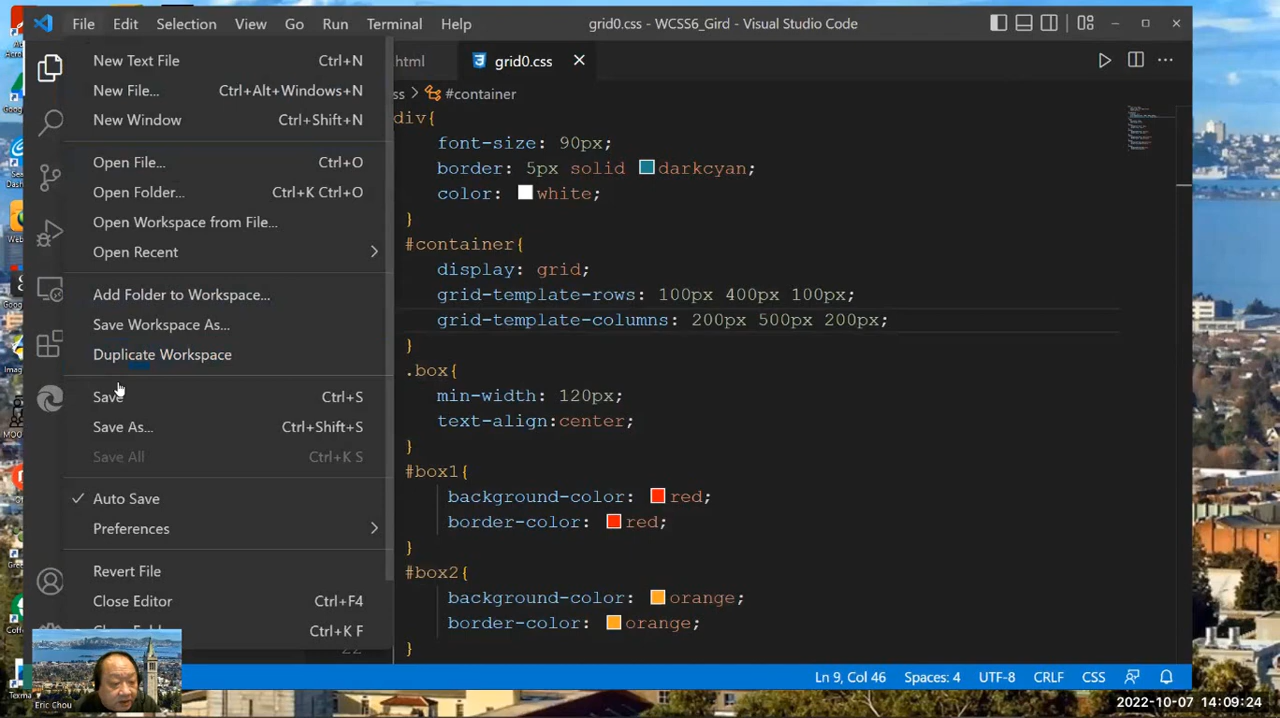 File Edit Selection View Go Run Terminal Help
grid0.css - WCSS6_Gird - Visual Studio Code
html
grid0.css
ss > #container
New Text File Ctrl+N
New File... Ctrl+Alt+Windows+N
New Window Ctrl+Shift+N
Open File... Ctrl+O
Open Folder... Ctrl+K Ctrl+O
Open Workspace from File...
Open Recent
Add Folder to Workspace...
Save Workspace As...
Duplicate Workspace
Save Ctrl+S
Save As... Ctrl+Shift+S
Save All Ctrl+K S
Auto Save
Preferences
Revert File
Close Editor Ctrl+F4
Ctrl+K F
div{
font-size: 90px;
border: 5px solid darkcyan;
color: white;
}
#container{
display: grid;
grid-template-rows: 100px 400px 100px;
grid-template-columns: 200px 500px 200px;
}
.box{
min-width: 120px;
text-align:center;
}
#box1{
background-color: red;
border-color: red;
}
#box2{
background-color: orange;
border-color: orange;
}
22
Eric Chou
Ln 9, Col 46 Spaces: 4 UTF-8 CRLF CSS
2022-10-07 14:09:24